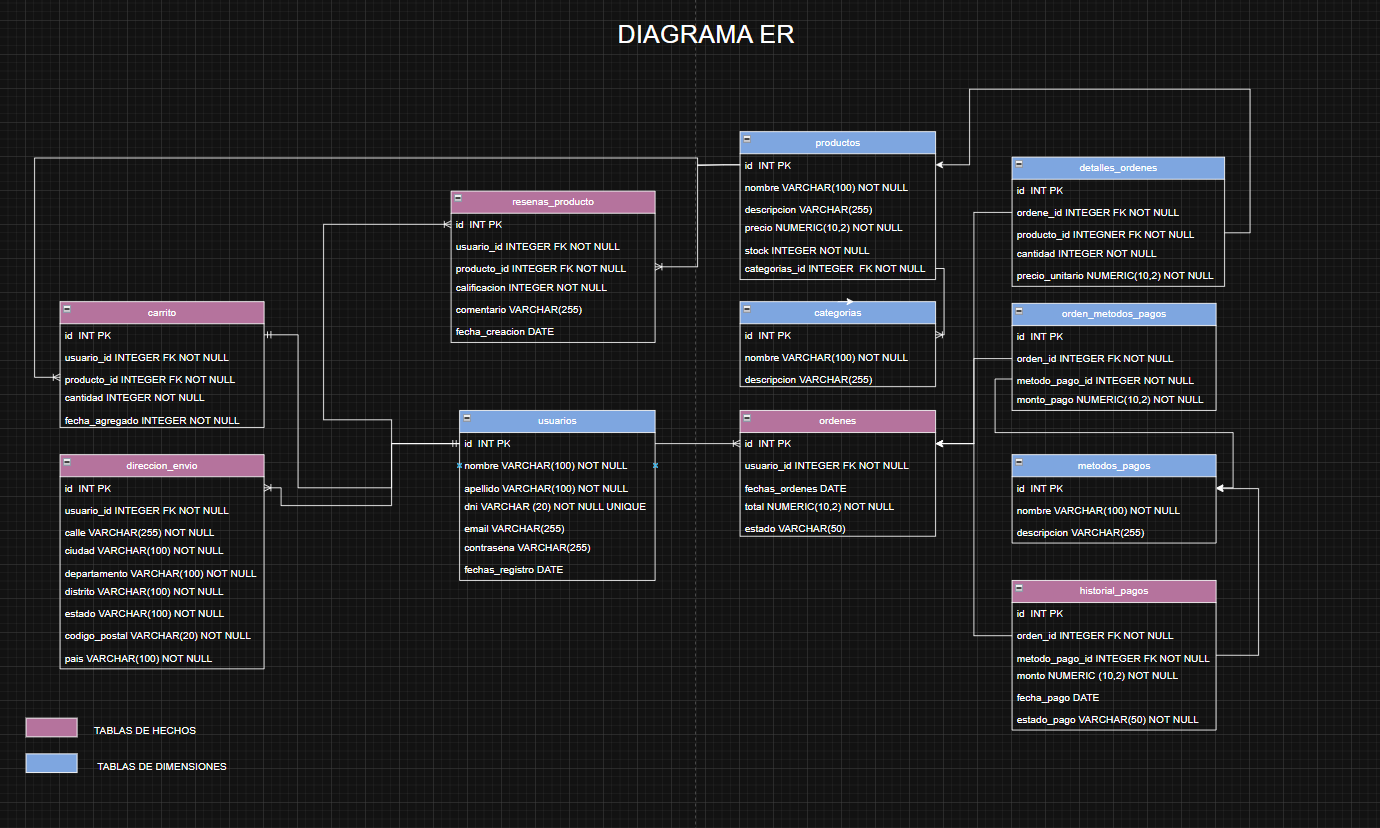 DIAGRAMA ER
productos
id INT PK
nombre VARCHAR(100) NOT NULL
descripcion VARCHAR(255)
precio NUMERIC(10,2) NOT NULL
stock INTEGER NOT NULL
categorias_id INTEGER FK NOT NULL
detalles_ordenes
id INT PK
ordene_id INTEGER FK NOT NULL
producto_id INTEGNER FK NOT NULL
cantidad INTEGER NOT NULL
precio_unitario NUMERIC(10,2) NOT NULL
resenas_producto
id INT PK
usuario_id INTEGER FK NOT NULL
producto_id INTEGER FK NOT NULL
calificacion INTEGER NOT NULL
comentario VARCHAR(255)
fecha_creacion DATE
carrito
id INT PK
usuario_id INTEGER FK NOT NULL
producto_id INTEGER FK NOT NULL
cantidad INTEGER NOT NULL
fecha_agregado INTEGER NOT NULL
categorias
id INT PK
nombre VARCHAR(100) NOT NULL
descripcion VARCHAR(255)
orden_metodos_pagos
id INT PK
orden_id INTEGER FK NOT NULL
metodo_pago_id INTEGER NOT NULL
monto_pago NUMERIC(10,2) NOT NULL
usuarios
id INT PK
nombre VARCHAR(100) NOT NULL
apellido VARCHAR(100) NOT NULL
dni VARCHAR (20) NOT NULL UNIQUE
email VARCHAR(255)
contrasena VARCHAR(255)
fechas_registro DATE
ordenes
id INT PK
usuario_id INTEGER FK NOT NULL
fechas_ordenes DATE
total NUMERIC(10,2) NOT NULL
estado VARCHAR(50)
direccion_envio
id INT PK
usuario_id INTEGER FK NOT NULL
calle VARCHAR(255) NOT NULL
ciudad VARCHAR(100) NOT NULL
departamento VARCHAR(100) NOT NULL
distrito VARCHAR(100) NOT NULL
estado VARCHAR(100) NOT NULL
codigo_postal VARCHAR(20) NOT NULL
pais VARCHAR(100) NOT NULL
metodos_pagos
id INT PK
nombre VARCHAR(100) NOT NULL
descripcion VARCHAR(255)
historial_pagos
id INT PK
orden_id INTEGER FK NOT NULL
metodo_pago_id INTEGER FK NOT NULL
monto NUMERIC (10,2) NOT NULL
fecha_pago DATE
estado_pago VARCHAR(50) NOT NULL
TABLAS DE HECHOS
TABLAS DE DIMENSIONES